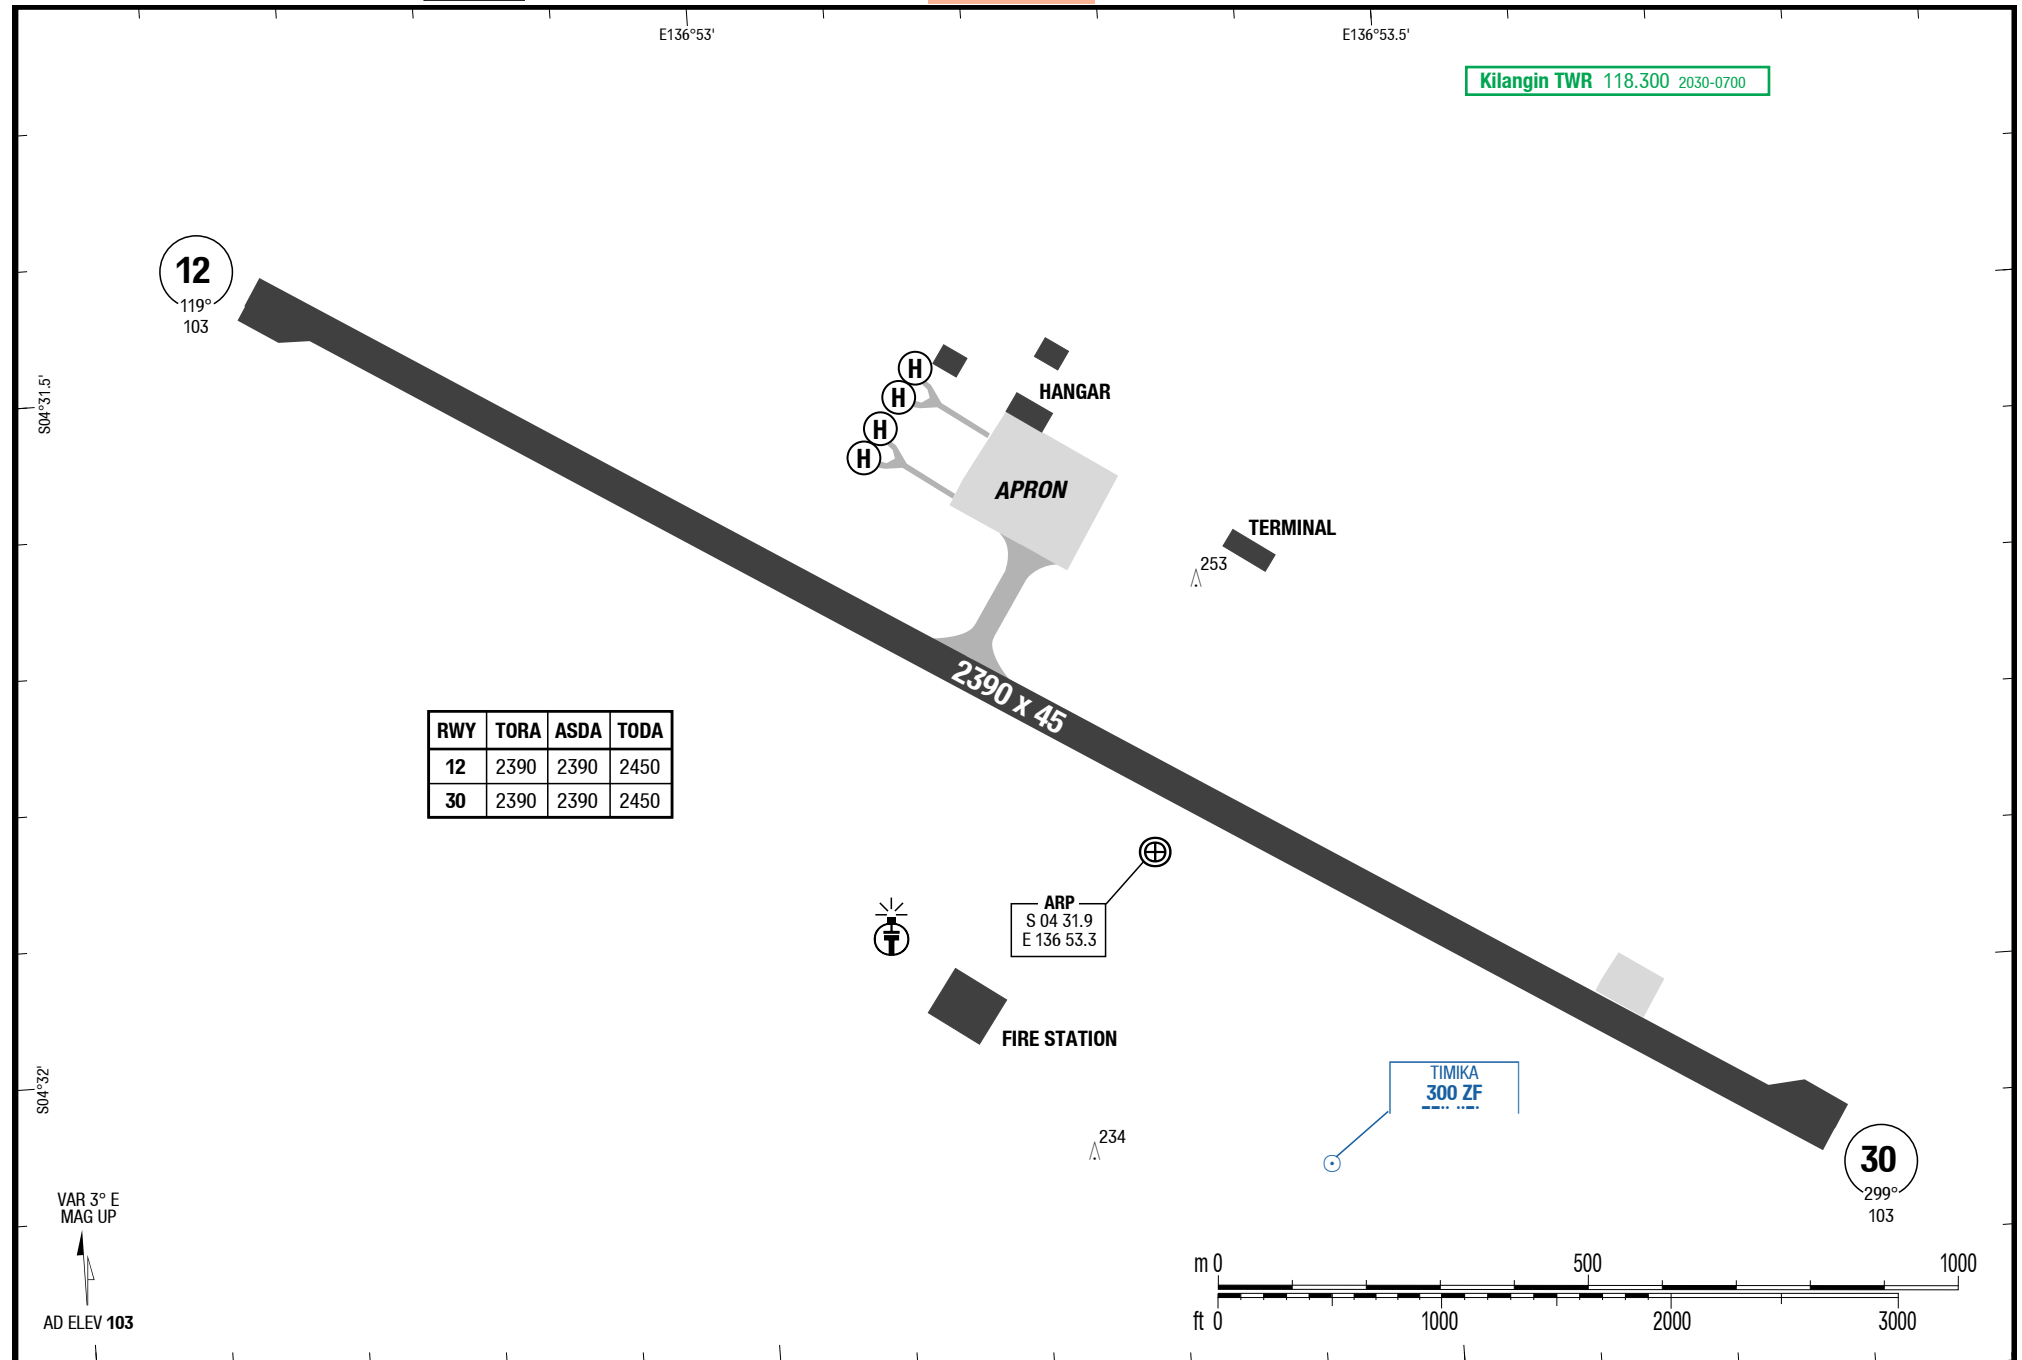 E136°53'
E136°53.5'
Kilangin TWR 118.300 2030-0700
12
119°
103
S04°31.5'
H
H
H
H
HANGAR
APRON
TERMINAL
253
2390 x 45
RWY TORA ASDA TODA
12 2390 2390 2450
30 2390 2390 2450
ARP
S 04 31.9
E 136 53.3
T
FIRE STATION
S04°32'
TIMIKA
300 ZF
234
30
299°
103
VAR 3° E
MAG UP
AD ELEV 103
m 0 500 1000
ft 0 1000 2000 3000